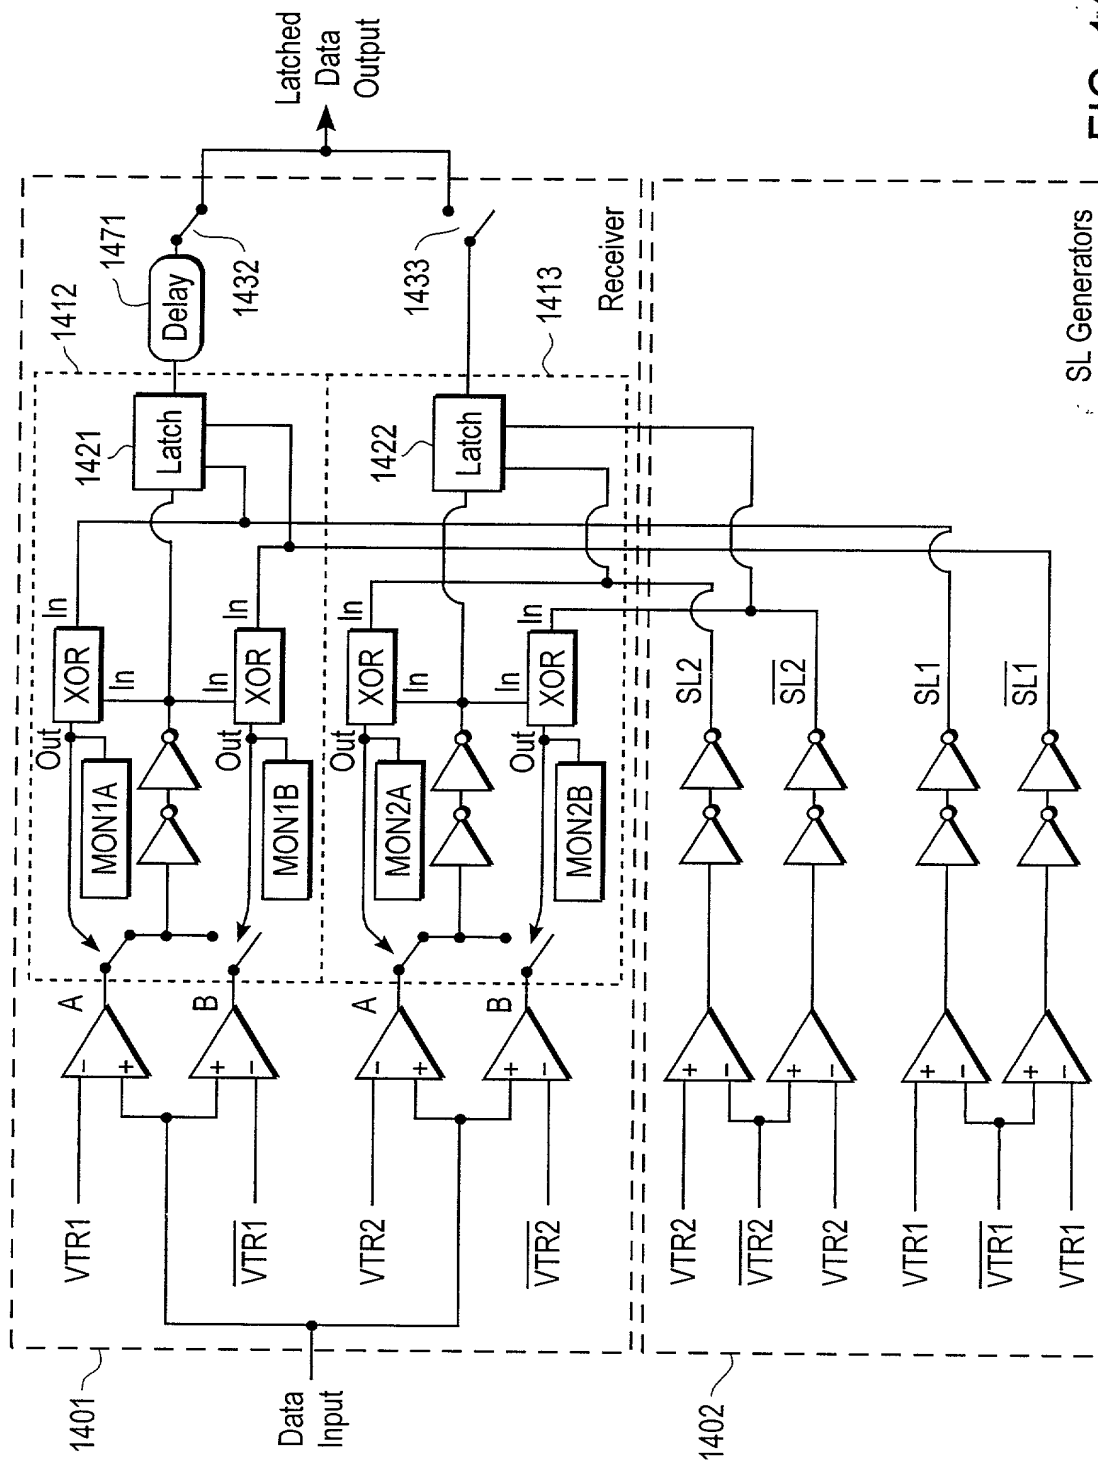 Latched
Data
Output
1471
1432
1433
Receiver
1412
Delay
1413
1421
Latch
1422
Latch
In
XOR
In
In
XOR
In
In
XOR
In
In
XOR
In
Out
MON1A
Out
MON1B
Out
MON2A
Out
MON2B
A
B
A
B
-
+
+
-
-
+
+
-
VTR1
VTR1
VTR2
VTR2
1401
Data
Input
SL Generators
SL2
SL2
SL1
SL1
+
-
+
-
+
-
+
-
VTR2
VTR2
VTR2
VTR1
VTR1
VTR1
1402